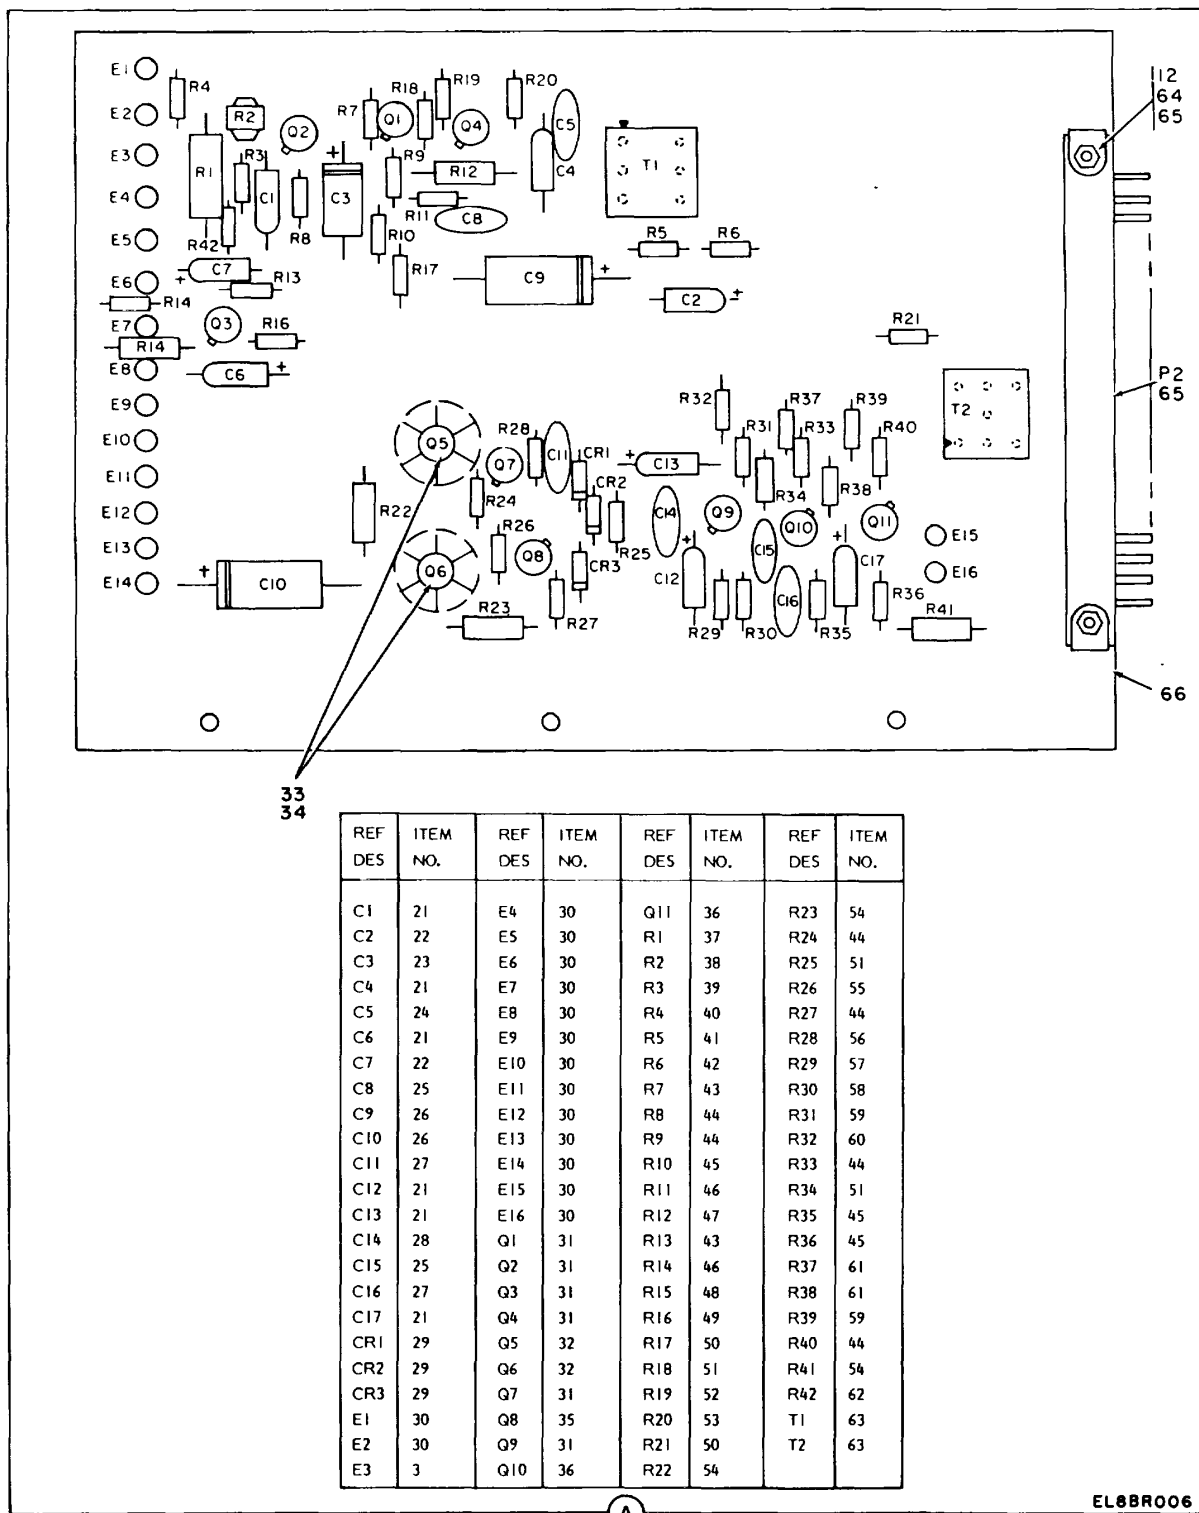 E1 R4 R2 Q2 R7 R18 Q1 R19 Q4 R20 C5 112
E2 64
E3 R1 R3 C1 R8 + C3 R9 R12 C4 T1 65
E4 R11 C8
E5 R42 R10 R5 R6
E6 + C7 R13 R17 C9 + C2 +
R14
E7 Q3 R16 R21
R14
E8 C6 + P2
65
E9 R32 R37 R39 T2
E10 Q5 R28 C11 CR1 + C13 R31 R33 R40
E11 Q7 CR2 R34 R38
E12 R22 R24 R26 C14 Q9 Q10 Q11
E13 Q8 R25 + C15 + C17 E15
E14 + C10 Q6 CR3 C12 C16 E16
R23 R27 R29 R30 R35 R36 R41
66
33
34
REF ITEM REF ITEM REF ITEM REF ITEM
DES NO. DES NO. DES NO. DES NO.
C1 21 E4 30 Q11 36 R23 54
C2 22 E5 30 R1 37 R24 44
C3 23 E6 30 R2 38 R25 51
C4 21 E7 30 R3 39 R26 55
C5 24 E8 30 R4 40 R27 44
C6 21 E9 30 R5 41 R28 56
C7 22 E10 30 R6 42 R29 57
C8 25 E11 30 R7 43 R30 58
C9 26 E12 30 R8 44 R31 59
C10 26 E13 30 R9 44 R32 60
C11 27 E14 30 R10 45 R33 44
C12 21 E15 30 R11 46 R34 51
C13 21 E16 30 R12 47 R35 45
C14 28 Q1 31 R13 43 R36 45
C15 25 Q2 31 R14 46 R37 61
C16 27 Q3 31 R15 48 R38 61
C17 21 Q4 31 R16 49 R39 59
CR1 29 Q5 32 R17 50 R40 44
CR2 29 Q6 32 R18 51 R41 54
CR3 29 Q7 31 R19 52 R42 62
E1 30 Q8 35 R20 53 T1 63
E2 30 Q9 31 R21 50 T2 63
E3 3 Q10 36 R22 54
A
EL8BR006